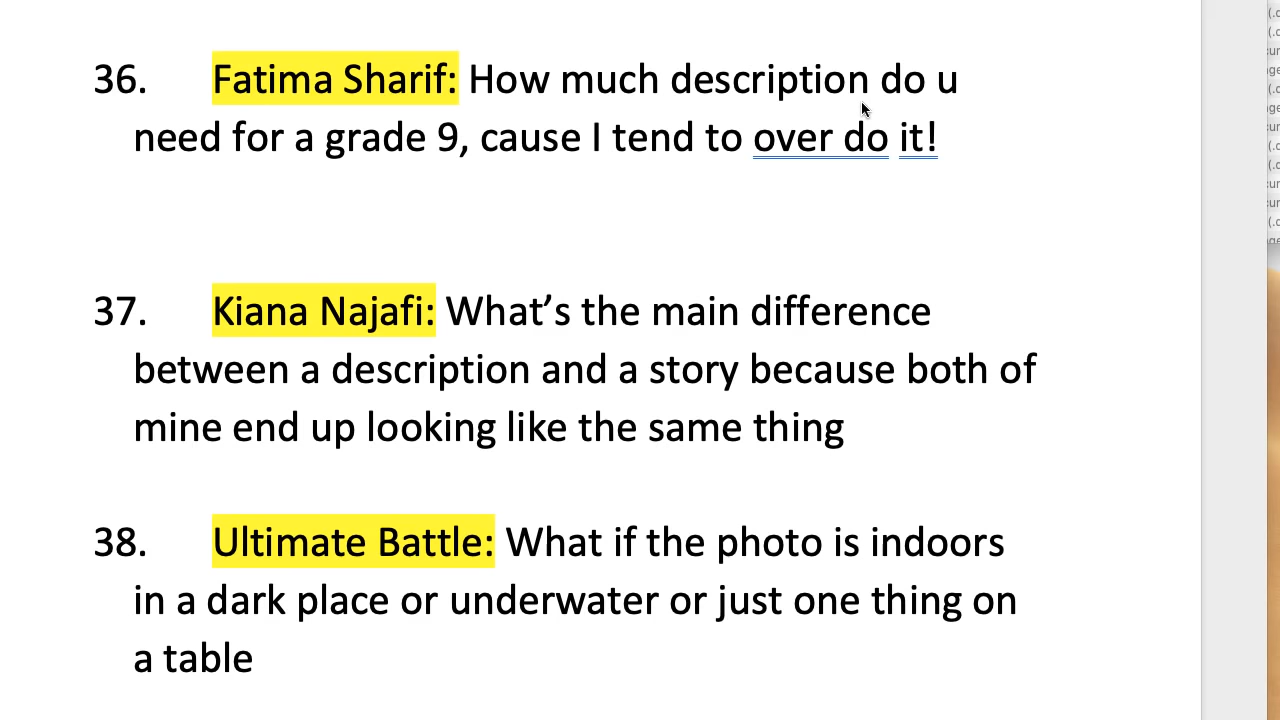 36. Fatima Sharif: How much description do u
need for a grade 9, cause I tend to over do it!
37. Kiana Najafi: What’s the main difference
between a description and a story because both of
mine end up looking like the same thing
38. Ultimate Battle: What if the photo is indoors
in a dark place or underwater or just one thing on
a table